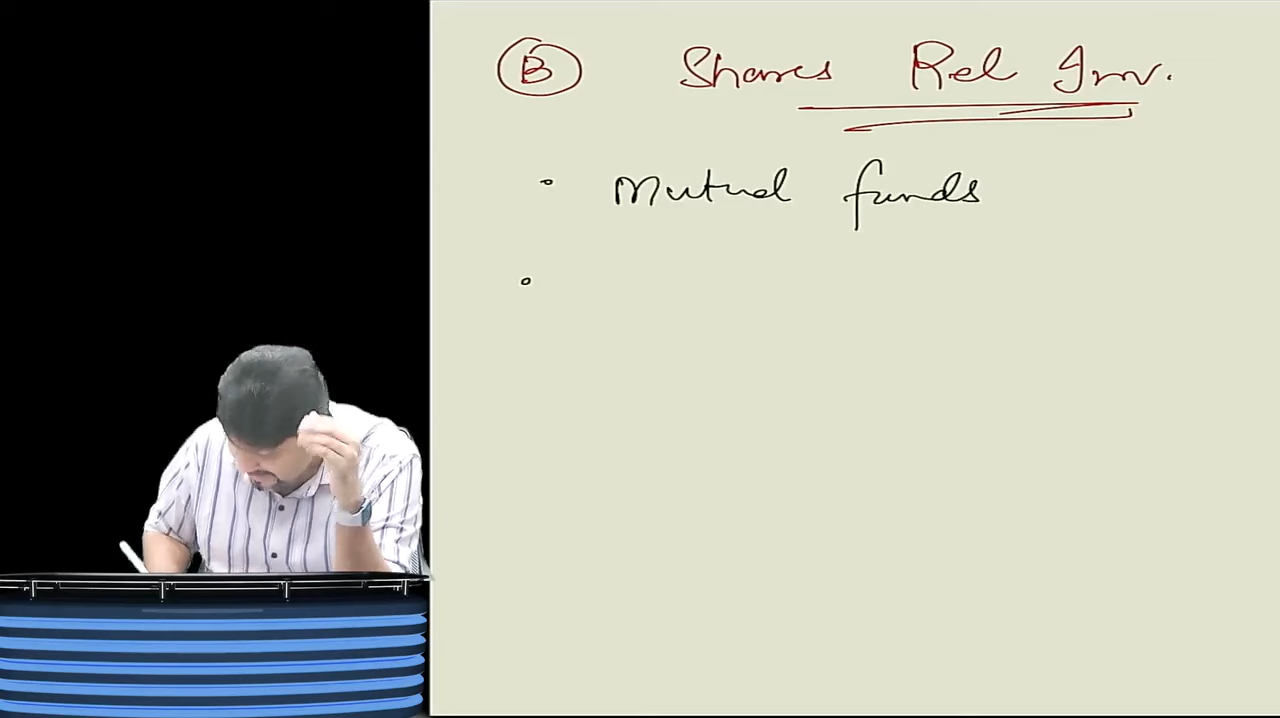 B Shares Rel Inv.
• Mutual funds
•